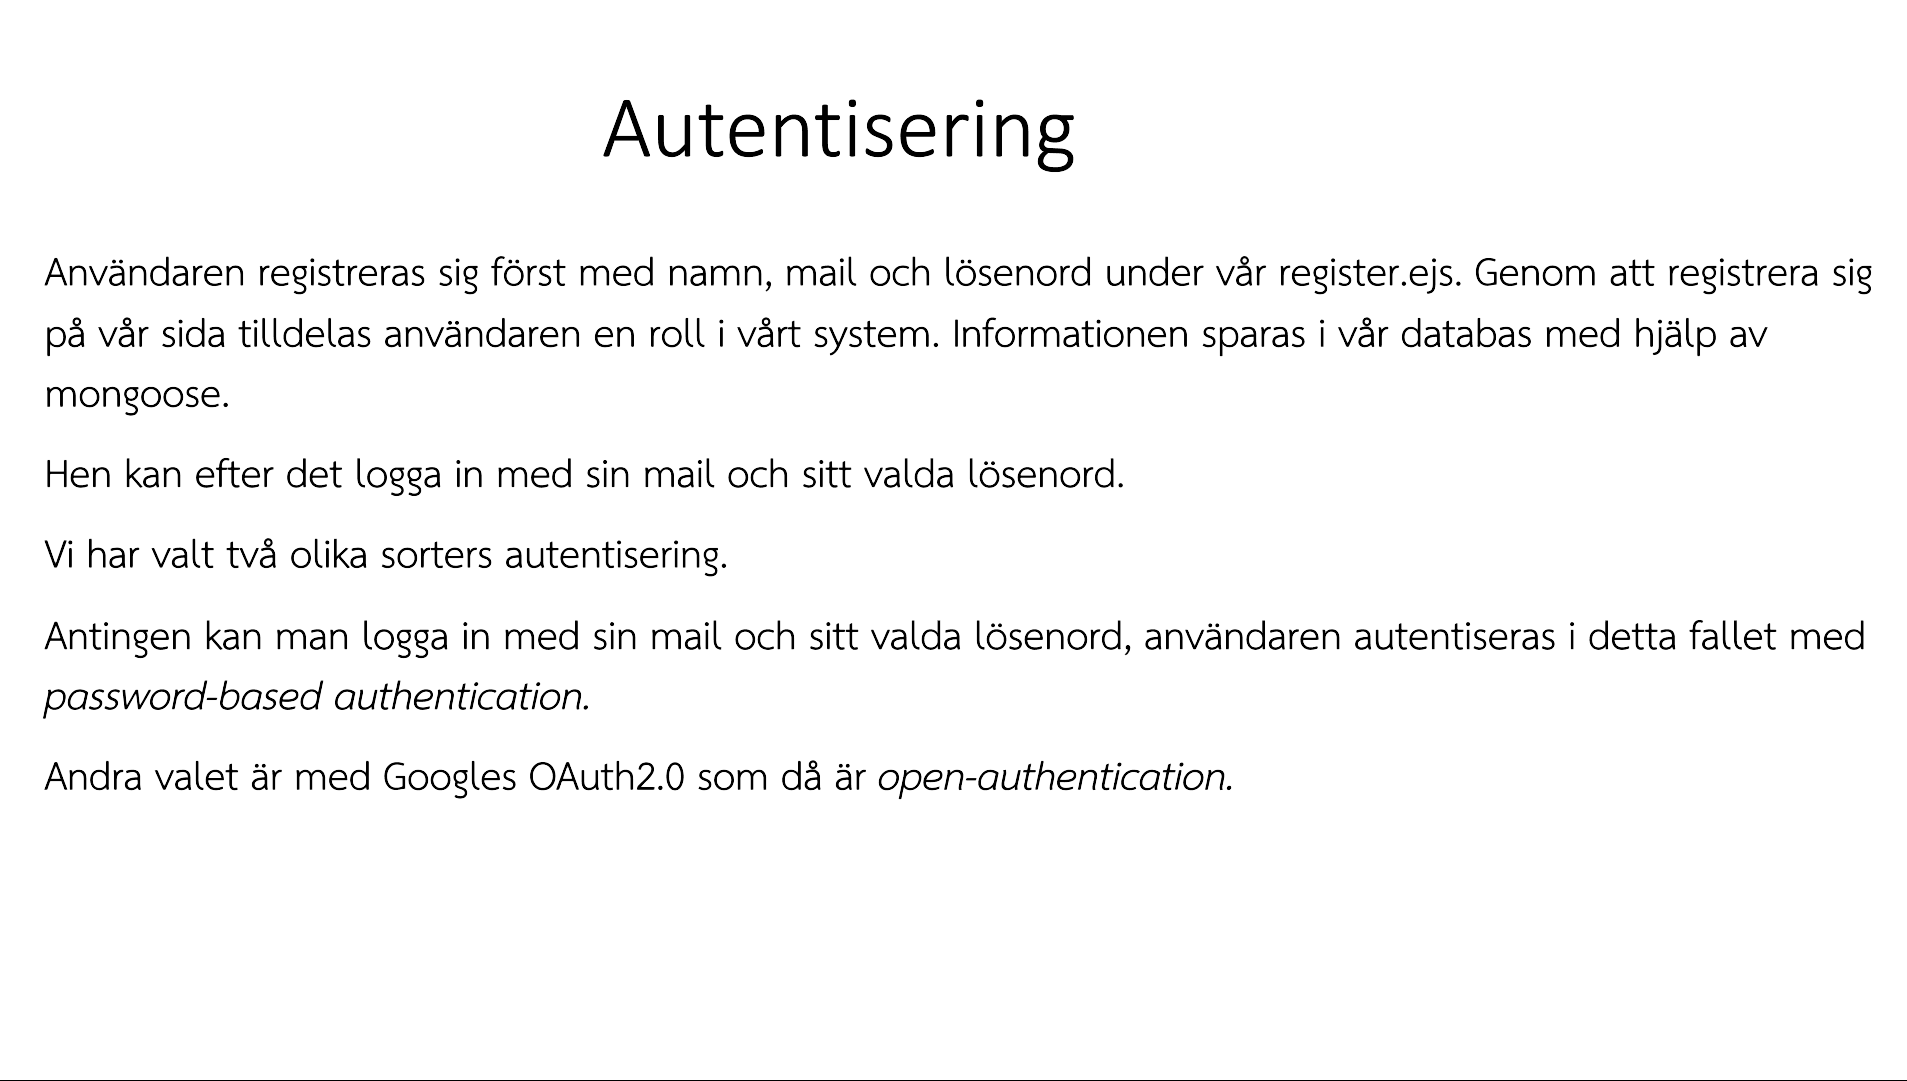 Autentisering
Användaren registreras sig först med namn, mail och lösenord under vår register.ejs. Genom att registrera sig
på vår sida tilldelas användaren en roll i vårt system. Informationen sparas i vår databas med hjälp av
mongoose.
Hen kan efter det logga in med sin mail och sitt valda lösenord.
Vi har valt två olika sorters autentisering.
Antingen kan man logga in med sin mail och sitt valda lösenord, användaren autentiseras i detta fallet med
password-based authentication.
Andra valet är med Googles OAuth2.0 som då är open-authentication.